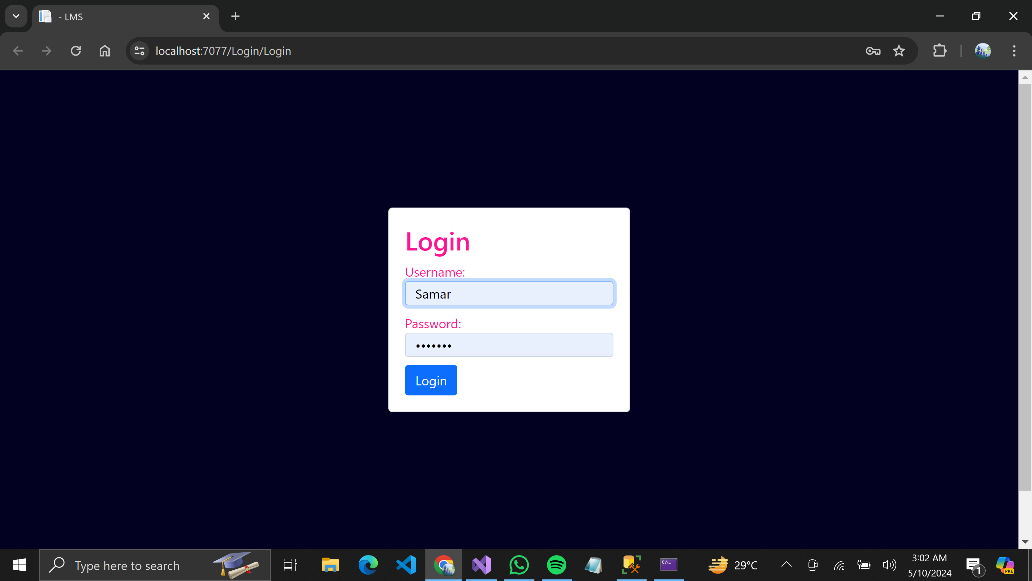 - LMS
localhost:7077/Login/Login
Login
Username:
Samar
Password:
•••••••
Login
Type here to search
29°C
3:02 AM
5/10/2024
1